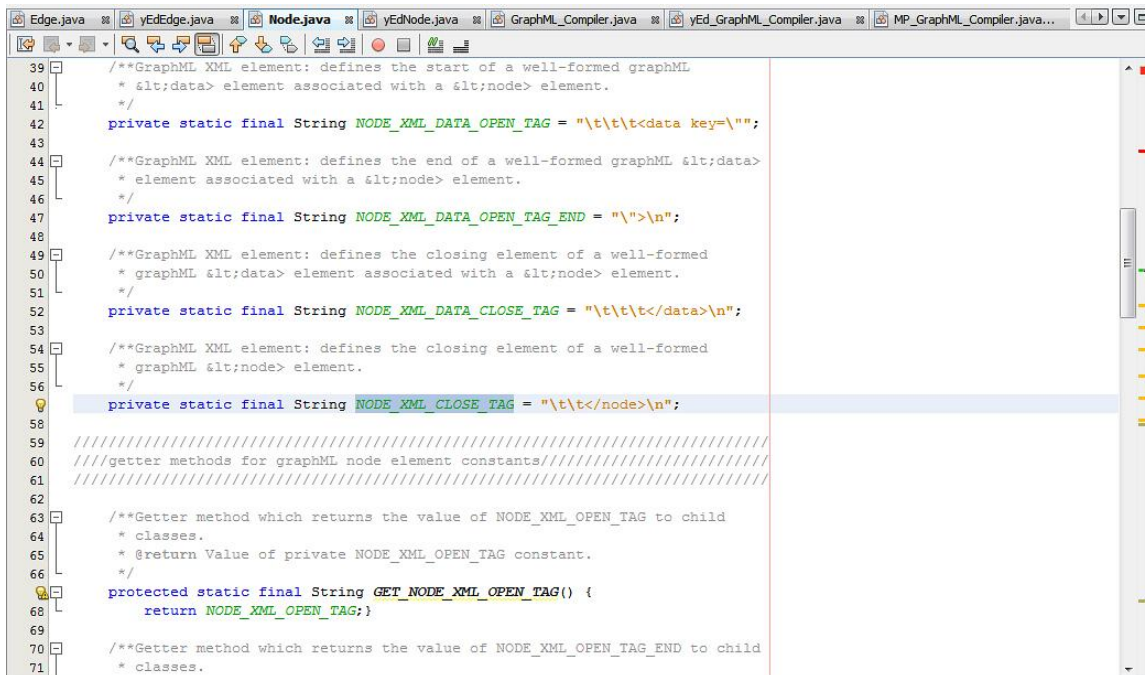 Edge.java yEdEdge.java Node.java yEdNode.java GraphML_Compiler.java yEd_GraphML_Compiler.java MP_GraphML_Compiler.java...
39 /**GraphML XML element: defines the start of a well-formed graphML
40 * &lt;data> element associated with a &lt;node> element.
41 */
42 private static final String NODE_XML_DATA_OPEN_TAG = "\t\t\t<data key=\"";
43
44 /**GraphML XML element: defines the end of a well-formed graphML &lt;data>
45 * element associated with a &lt;node> element.
46 */
47 private static final String NODE_XML_DATA_OPEN_TAG_END = "\">\n";
48
49 /**GraphML XML element: defines the closing element of a well-formed
50 * graphML &lt;data> element associated with a &lt;node> element.
51 */
52 private static final String NODE_XML_DATA_CLOSE_TAG = "\t\t\t</data>\n";
53
54 /**GraphML XML element: defines the closing element of a well-formed
55 * graphML &lt;node> element.
56 */
private static final String NODE_XML_CLOSE_TAG = "\t\t</node>\n";
58
59 ///////////////////////////////////////////////////////////////////////////////
60 ////getter methods for graphML node element constants//////////////////////////
61 ///////////////////////////////////////////////////////////////////////////////
62
63 /**Getter method which returns the value of NODE_XML_OPEN_TAG to child
64 * classes.
65 * @return Value of private NODE_XML_OPEN_TAG constant.
66 */
protected static final String GET_NODE_XML_OPEN_TAG() {
68 return NODE_XML_OPEN_TAG;}
69
70 /**Getter method which returns the value of NODE_XML_OPEN_TAG_END to child
71 * classes.